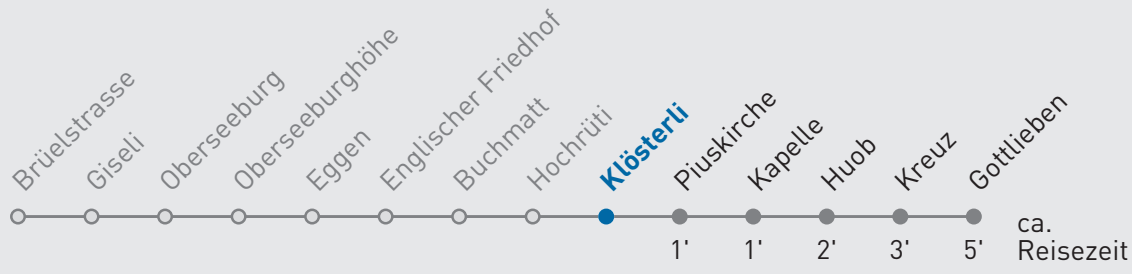 Brüelstrasse
Giseli
Oberseeburg
Oberseeburghöhe
Eggen
Englischer Friedhof
Buchmatt
Hochrüti
Klösterli
Piuskirche
Kapelle
Huob
Kreuz
Gottlieben
1' 1' 2' 3' 5' ca.
Reisezeit